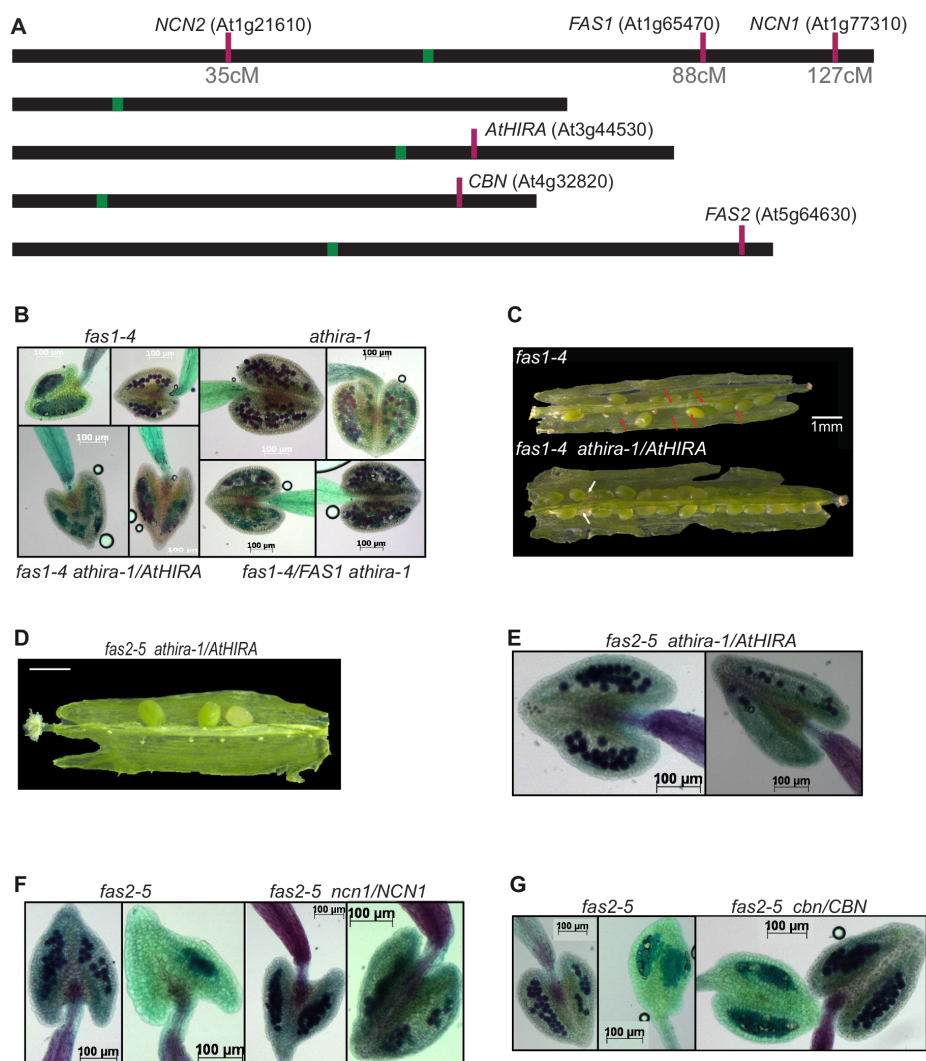 A
NCN2 (At1g21610)
FAS1 (At1g65470)
NCN1 (At1g77310)
35cM
88cM
127cM
AtHIRA (At3g44530)
CBN (At4g32820)
FAS2 (At5g64630)
B
fas1-4
athira-1
100 µm
100 µm
100 µm
100 µm
100 µm
100 µm
100 µm
100 µm
fas1-4 athira-1/AtHIRA
fas1-4/FAS1 athira-1
C
fas1-4
1mm
fas1-4 athira-1/AtHIRA
D
fas2-5 athira-1/AtHIRA
E
fas2-5 athira-1/AtHIRA
100 µm
100 µm
F
fas2-5
fas2-5 ncn1/NCN1
100 µm
100 µm
100 µm
100 µm
G
fas2-5
fas2-5 cbn/CBN
100 µm
100 µm
100 µm